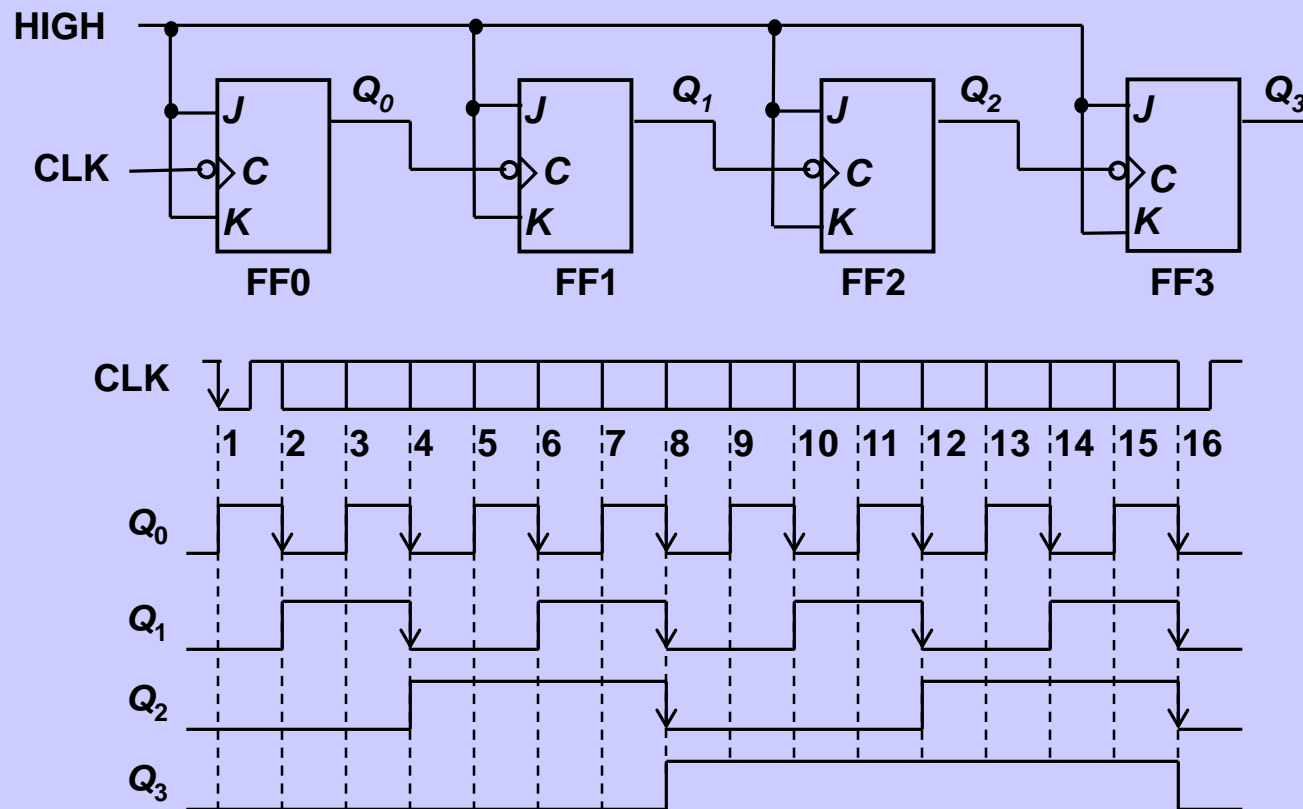 HIGH
Q0 Q1 Q2 Q3
J J J J
CLK C C C C
K K K K
FF0 FF1 FF2 FF3
CLK
1 2 3 4 5 6 7 8 9 10 11 12 13 14 15 16
Q0
Q1
Q2
Q3